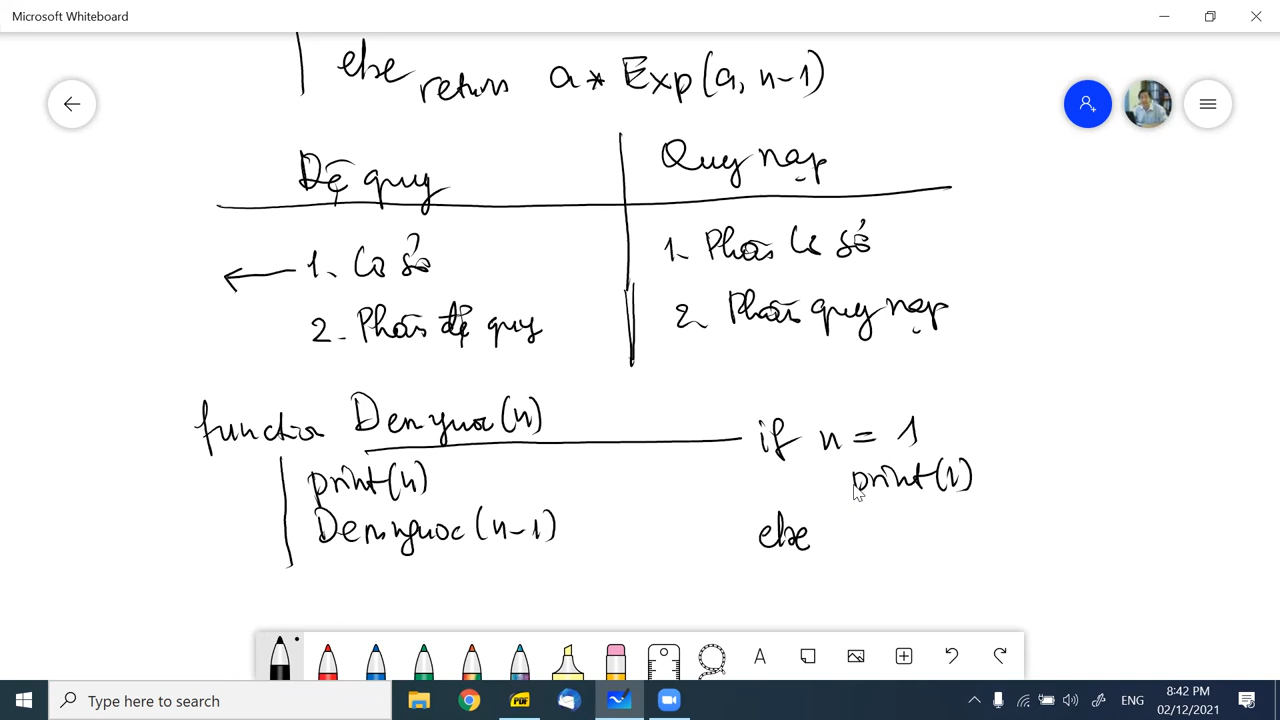 Microsoft Whiteboard
else return a * Exp(a, n-1)
Đệ quy
Quy nạp
1. Cơ sở
1. Phần Cơ sở
2. Phần đệ quy
2. Phần quy nạp
function Demnguoc(n)
if n = 1
print(n)
print(1)
Demnguoc(n-1)
else
A
Type here to search
PDF
ENG
8:42 PM
02/12/2021